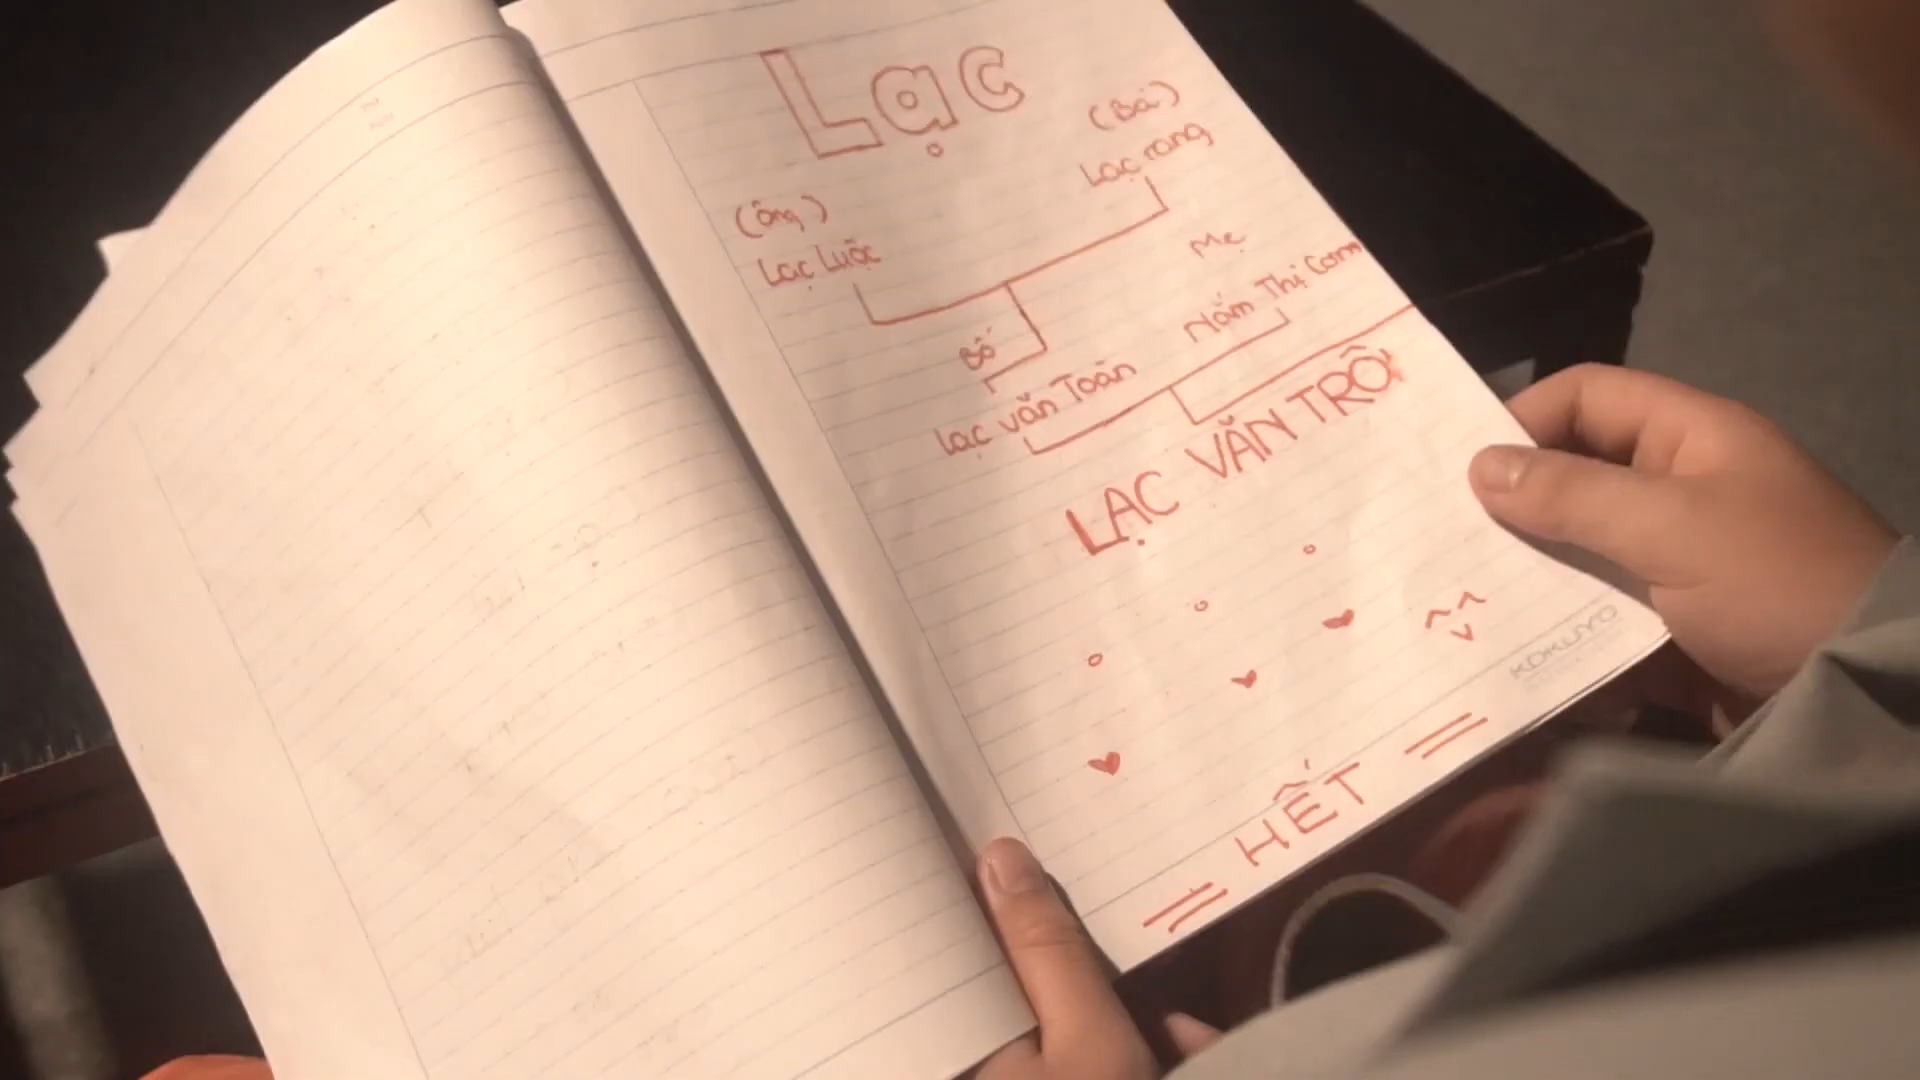 Lạc
(Bà)
Lạc rang
(Ông)
Lạc Luộc
Mẹ
Nắm Thị Cơm
Bố
Lạc Văn Toàn
LẠC VĂN TRÔI
HẾT
KOKUYO